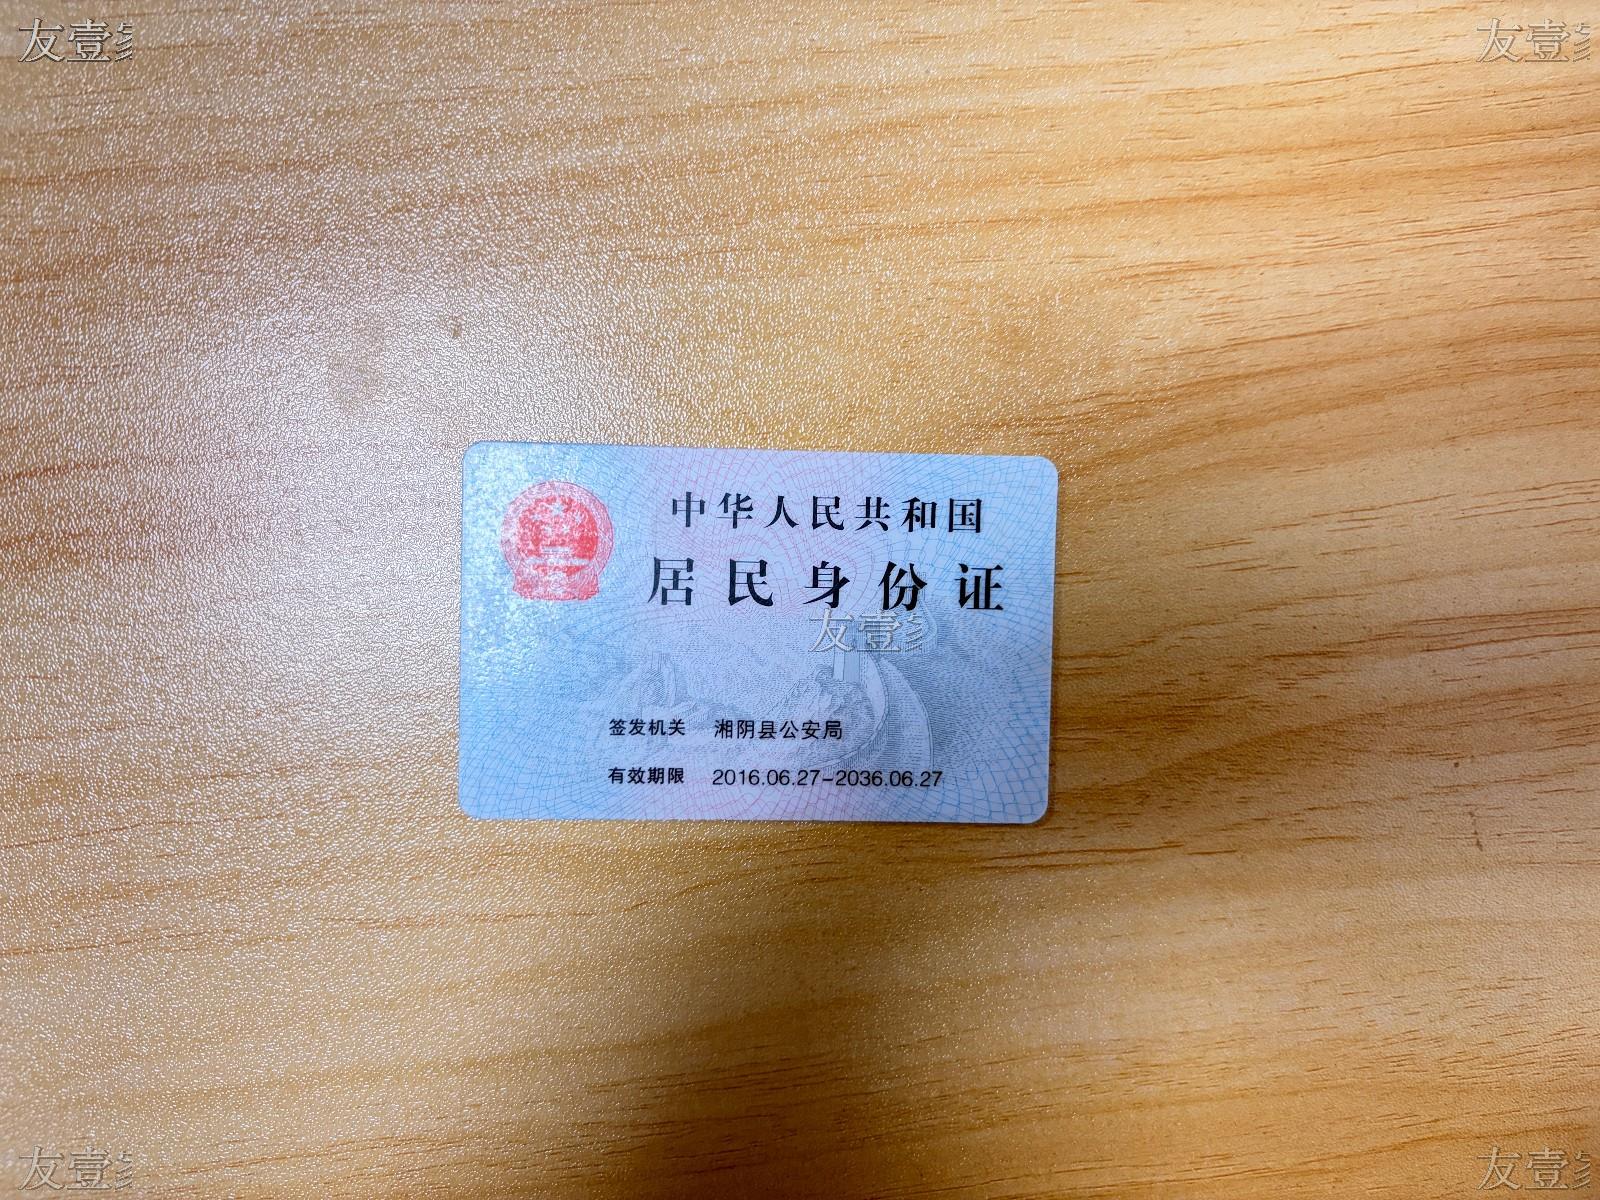 友壹
友壹
中华人民共和国
居民身份证
友壹
签发机关 湘阴县公安局
有效期限 2016.06.27-2036.06.27
友壹
友壹